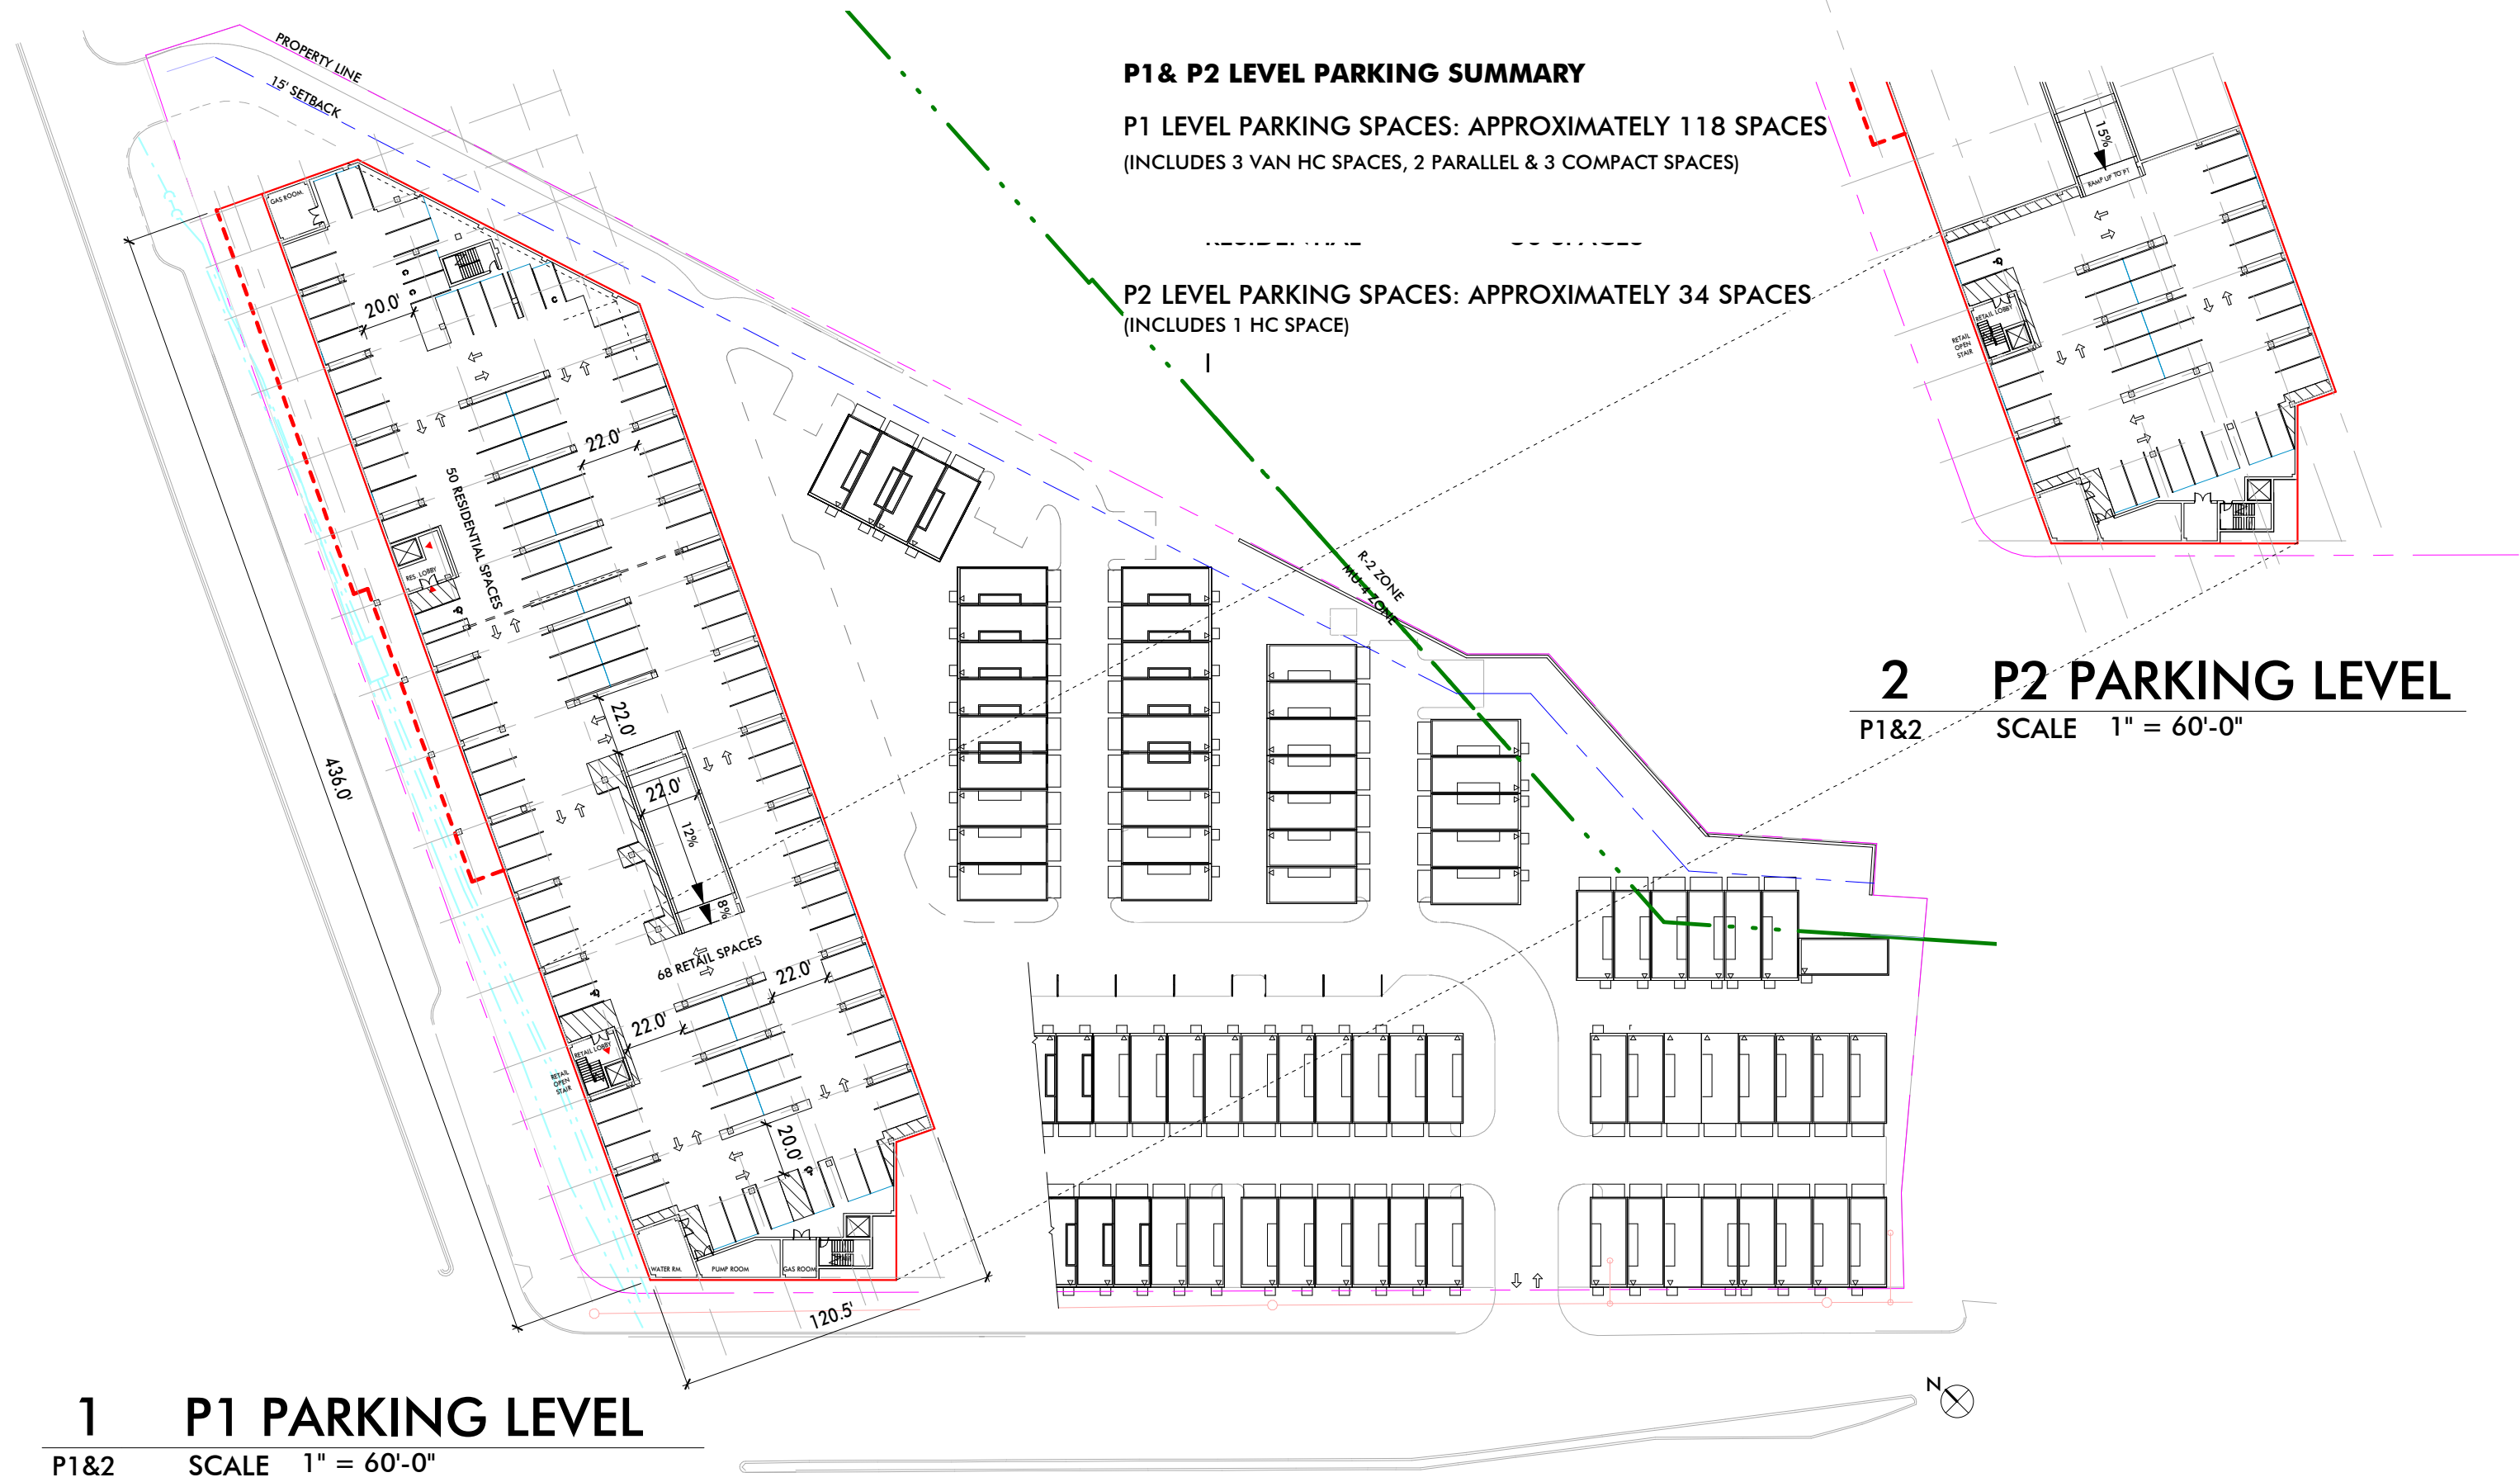 PROPERTY LINE
15' SETBACK
P1& P2 LEVEL PARKING SUMMARY
P1 LEVEL PARKING SPACES: APPROXIMATELY 118 SPACES
(INCLUDES 3 VAN HC SPACES, 2 PARALLEL & 3 COMPACT SPACES)
P2 LEVEL PARKING SPACES: APPROXIMATELY 34 SPACES
(INCLUDES 1 HC SPACE)
15%
RAMP UP TO P1
RETAIL LOBBY
RETAIL
OPEN
STAIR
GAS ROOM
C
C
C
20.0'
22.0'
50 RESIDENTIAL SPACES
RES. LOBBY
R-2 ZONE
MU-4 ZONE
2 P2 PARKING LEVEL
P1&2 SCALE 1" = 60'-0"
22.0'
436.0'
22.0'
12%
8%
68 RETAIL SPACES
22.0'
22.0'
RETAIL LOBBY
RETAIL
OPEN
STAIR
20.0'
WATER RM.
PUMP ROOM
GAS ROOM
120.5'
N
1 P1 PARKING LEVEL
P1&2 SCALE 1" = 60'-0"